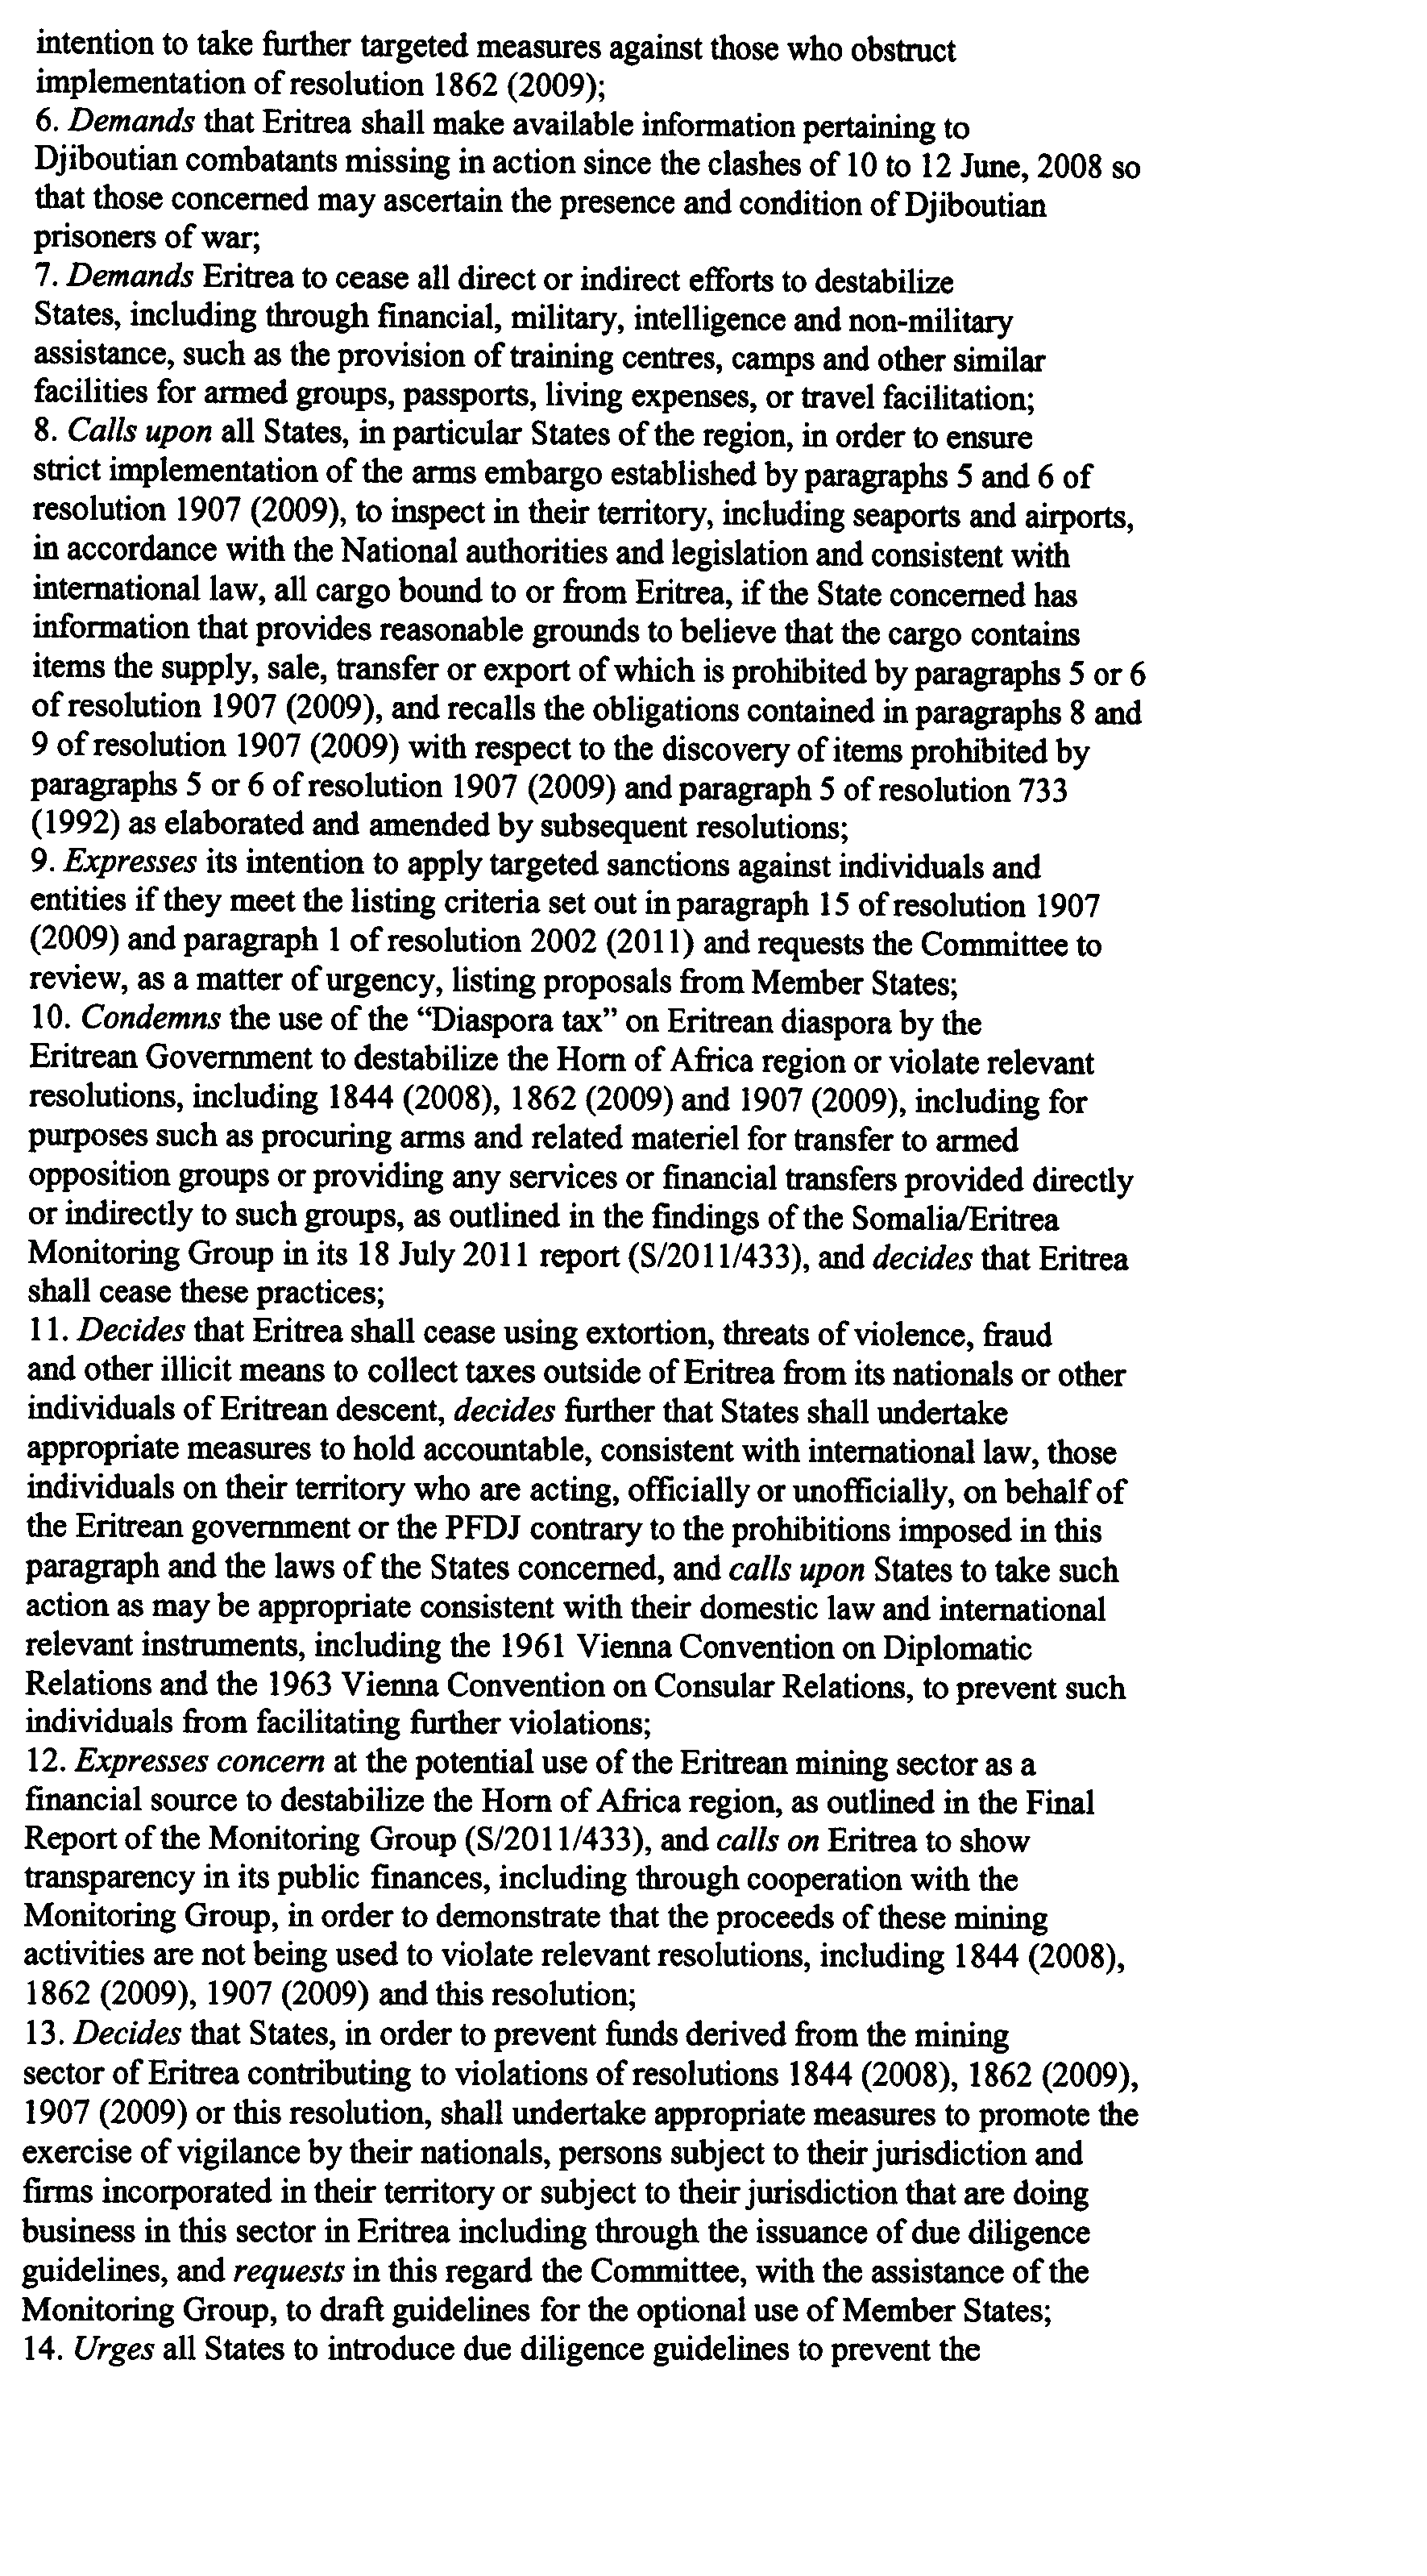 intention to take further targeted measures against those who obstruct
implementation of resolution 1862 (2009);
6. Demands that Eritrea shall make available information pertaining to
Djiboutian combatants missing in action since the clashes of 10 to 12 June, 2008 so
that those concerned may ascertain the presence and condition of Djiboutian
prisoners of war;
7. Demands Eritrea to cease all direct or indirect efforts to destabilize
States, including through financial, military, intelligence and non-military
assistance, such as the provision of training centres, camps and other similar
facilities for armed groups, passports, living expenses, or travel facilitation;
8. Calls upon all States, in particular States of the region, in order to ensure
strict implementation of the arms embargo established by paragraphs 5 and 6 of
resolution 1907 (2009), to inspect in their territory, including seaports and airports,
in accordance with the National authorities and legislation and consistent with
international law, all cargo bound to or from Eritrea, if the State concerned has
information that provides reasonable grounds to believe that the cargo contains
items the supply, sale, transfer or export of which is prohibited by paragraphs 5 or 6
of resolution 1907 (2009), and recalls the obligations contained in paragraphs 8 and
9 of resolution 1907 (2009) with respect to the discovery of items prohibited by
paragraphs 5 or 6 of resolution 1907 (2009) and paragraph 5 of resolution 733
(1992) as elaborated and amended by subsequent resolutions;
9. Expresses its intention to apply targeted sanctions against individuals and
entities if they meet the listing criteria set out in paragraph 15 of resolution 1907
(2009) and paragraph 1 of resolution 2002 (2011) and requests the Committee to
review, as a matter of urgency, listing proposals from Member States;
10. Condemns the use of the “Diaspora tax” on Eritrean diaspora by the
Eritrean Government to destabilize the Horn of Africa region or violate relevant
resolutions, including 1844 (2008), 1862 (2009) and 1907 (2009), including for
purposes such as procuring arms and related materiel for transfer to armed
opposition groups or providing any services or financial transfers provided directly
or indirectly to such groups, as outlined in the findings of the Somalia/Eritrea
Monitoring Group in its 18 July 2011 report (S/2011/433), and decides that Eritrea
shall cease these practices;
11. Decides that Eritrea shall cease using extortion, threats of violence, fraud
and other illicit means to collect taxes outside of Eritrea from its nationals or other
individuals of Eritrean descent, decides further that States shall undertake
appropriate measures to hold accountable, consistent with international law, those
individuals on their territory who are acting, officially or unofficially, on behalf of
the Eritrean government or the PFDJ contrary to the prohibitions imposed in this
paragraph and the laws of the States concerned, and calls upon States to take such
action as may be appropriate consistent with their domestic law and international
relevant instruments, including the 1961 Vienna Convention on Diplomatic
Relations and the 1963 Vienna Convention on Consular Relations, to prevent such
individuals from facilitating further violations;
12. Expresses concern at the potential use of the Eritrean mining sector as a
financial source to destabilize the Horn of Africa region, as outlined in the Final
Report of the Monitoring Group (S/2011/433), and calls on Eritrea to show
transparency in its public finances, including through cooperation with the
Monitoring Group, in order to demonstrate that the proceeds of these mining
activities are not being used to violate relevant resolutions, including 1844 (2008),
1862 (2009), 1907 (2009) and this resolution;
13. Decides that States, in order to prevent funds derived from the mining
sector of Eritrea contributing to violations of resolutions 1844 (2008), 1862 (2009),
1907 (2009) or this resolution, shall undertake appropriate measures to promote the
exercise of vigilance by their nationals, persons subject to their jurisdiction and
firms incorporated in their territory or subject to their jurisdiction that are doing
business in this sector in Eritrea including through the issuance of due diligence
guidelines, and requests in this regard the Committee, with the assistance of the
Monitoring Group, to draft guidelines for the optional use of Member States;
14. Urges all States to introduce due diligence guidelines to prevent the